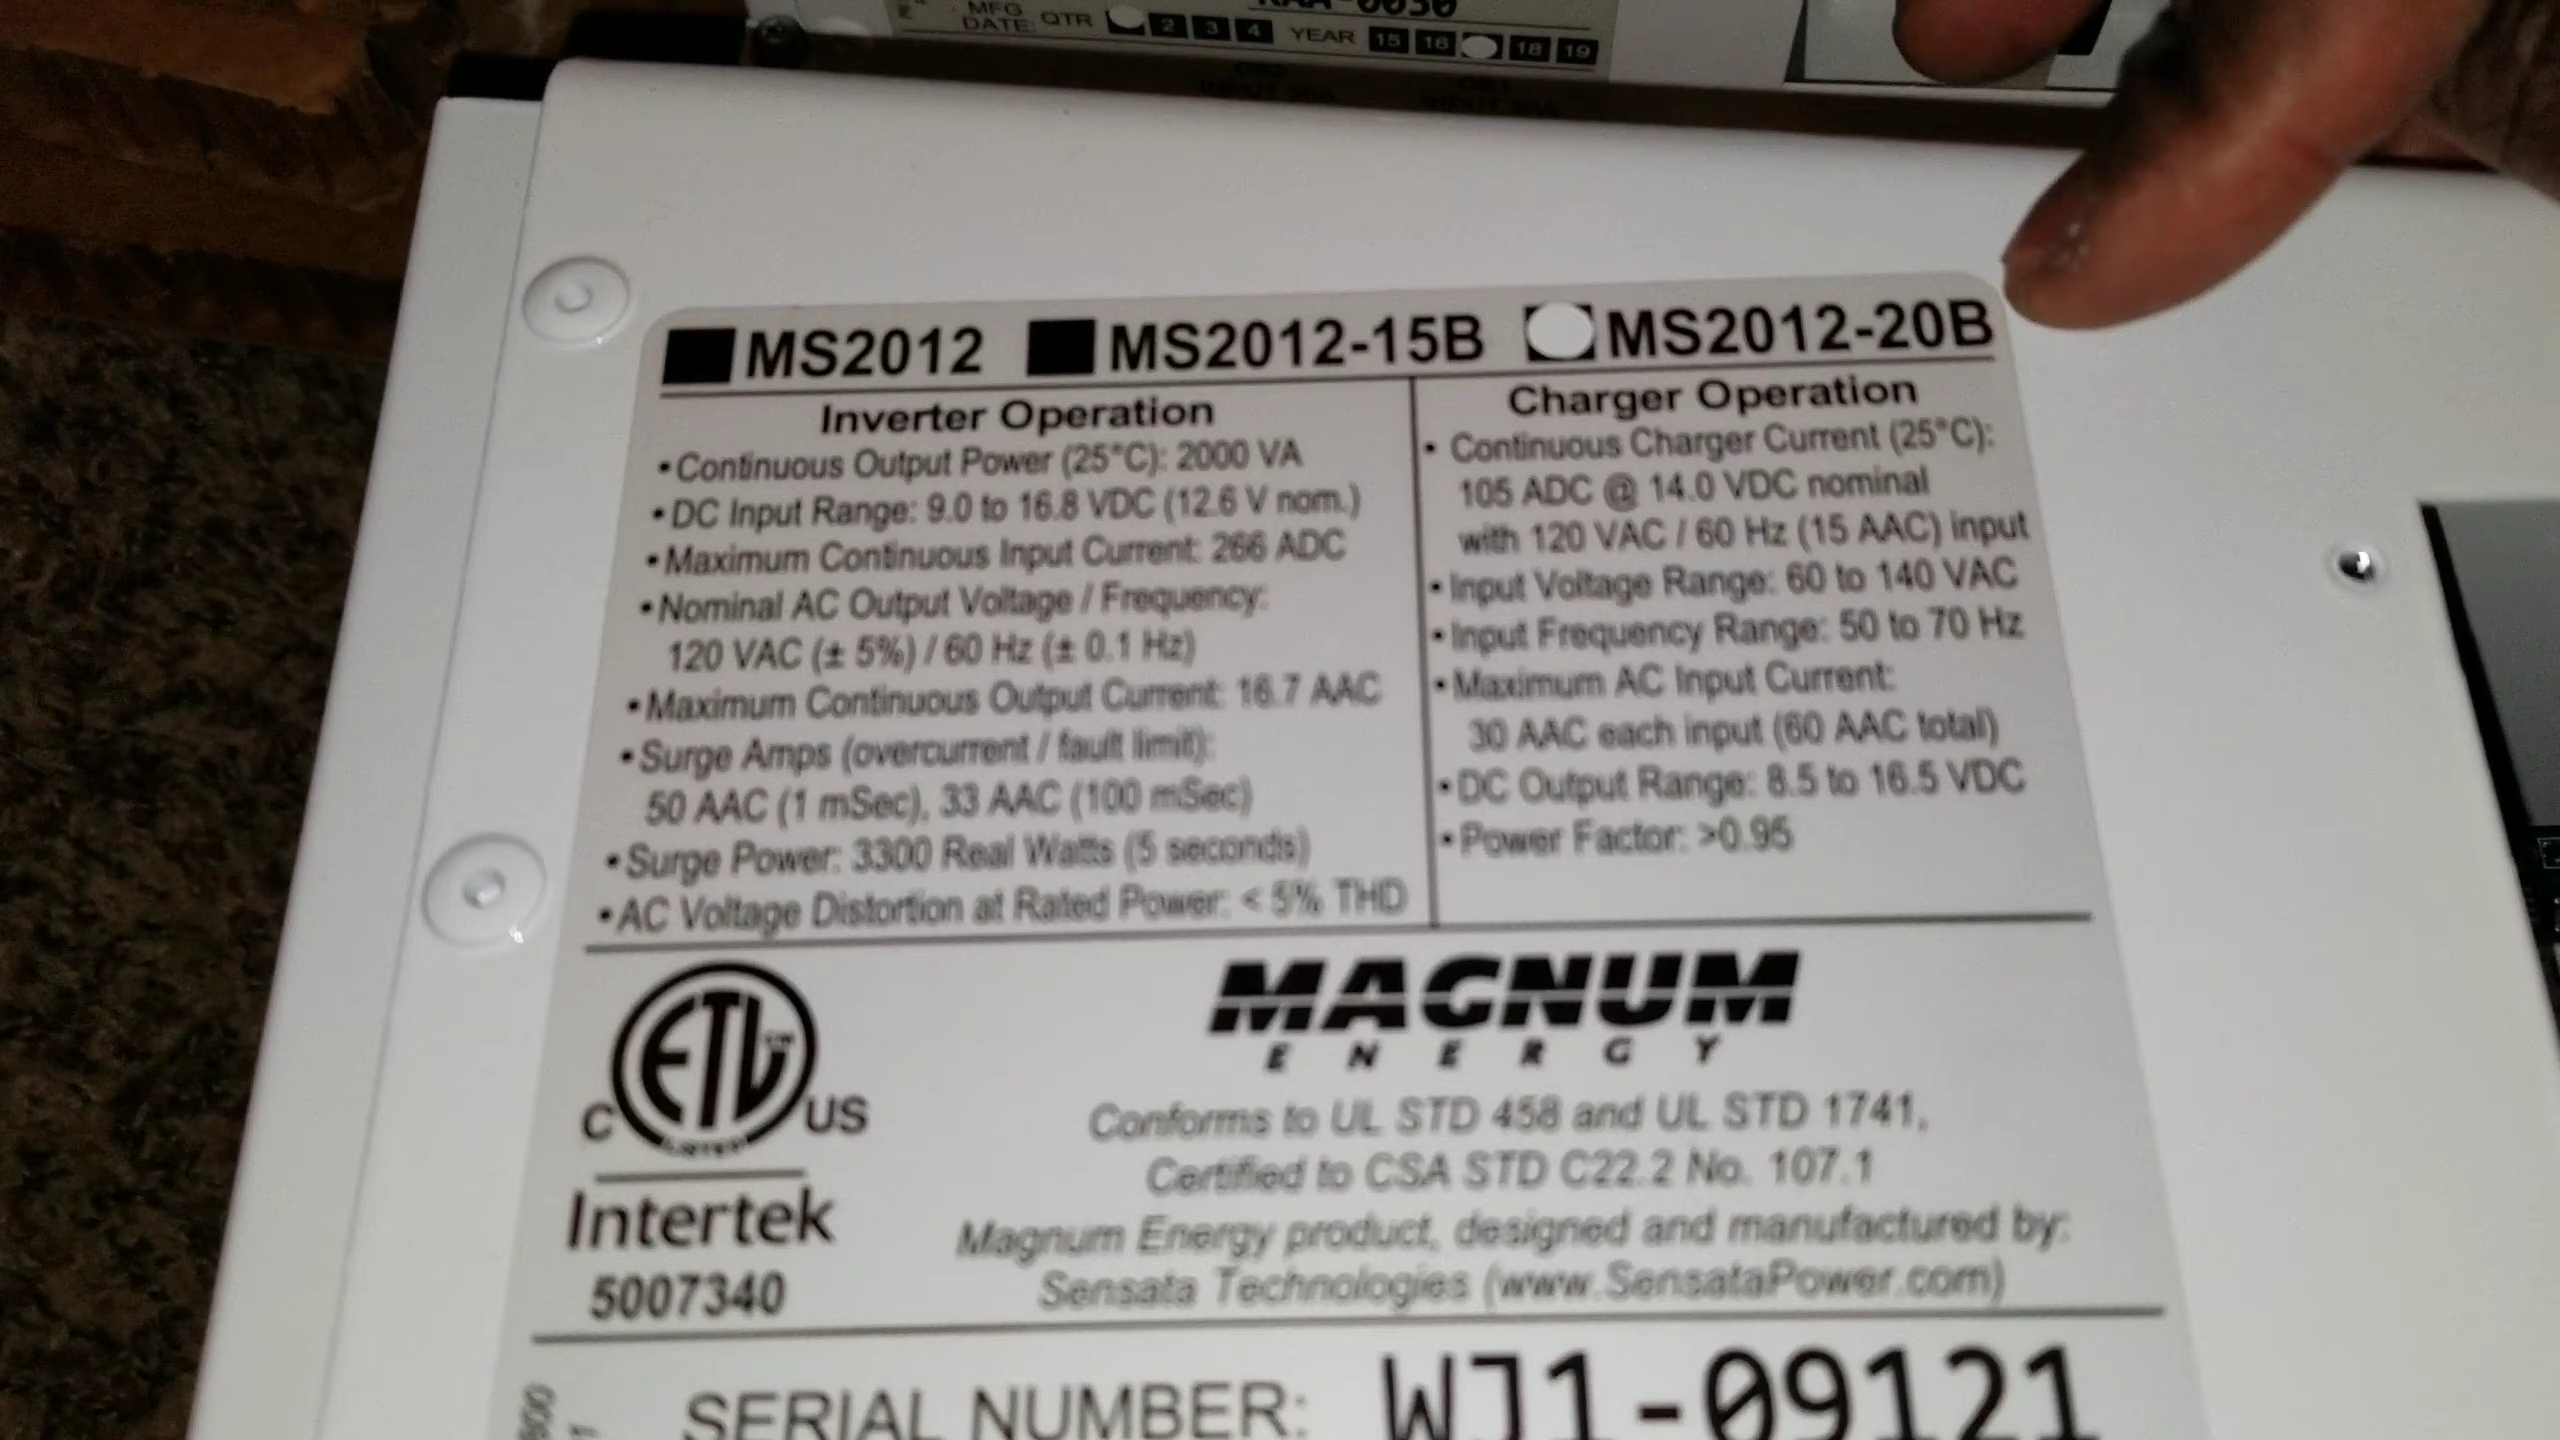 MFG
DATE: QTR 2 3 4 YEAR 15 16 18 19
MS2012 MS2012-15B MS2012-20B
Inverter Operation
• Continuous Output Power (25°C): 2000 VA
• DC Input Range: 9.0 to 16.8 VDC (12.6 V nom.)
• Maximum Continuous Input Current: 266 ADC
• Nominal AC Output Voltage / Frequency:
120 VAC (± 5%) / 60 Hz (± 0.1 Hz)
• Maximum Continuous Output Current: 16.7 AAC
• Surge Amps (overcurrent / fault limit):
50 AAC (1 mSec), 33 AAC (100 mSec)
• Surge Power: 3300 Real Watts (5 seconds)
• AC Voltage Distortion at Rated Power: < 5% THD
Charger Operation
• Continuous Charger Current (25°C):
105 ADC @ 14.0 VDC nominal
with 120 VAC / 60 Hz (15 AAC) input
• Input Voltage Range: 60 to 140 VAC
• Input Frequency Range: 50 to 70 Hz
• Maximum AC Input Current:
30 AAC each input (60 AAC total)
• DC Output Range: 8.5 to 16.5 VDC
• Power Factor: >0.95
ETL
LISTED
C US
Intertek
5007340
MAGNUM
ENERGY
Conforms to UL STD 458 and UL STD 1741,
Certified to CSA STD C22.2 No. 107.1
Magnum Energy product, designed and manufactured by:
Sensata Technologies (www.SensataPower.com)
SERIAL NUMBER: WJ1-09121